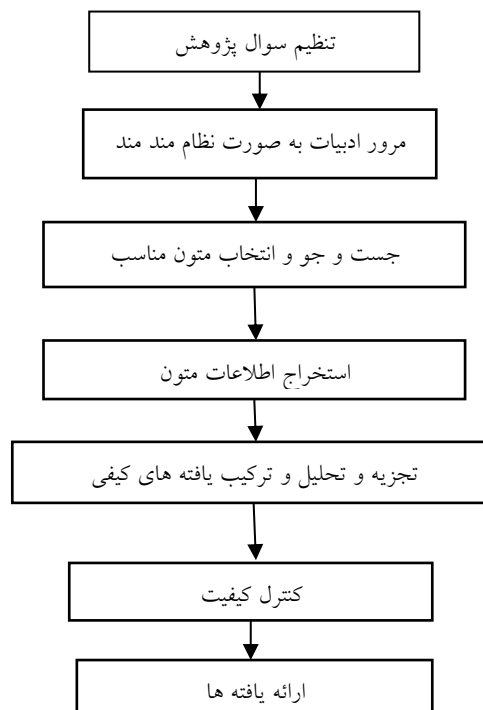 تنظیم سوال پژوهش
مرور ادبیات به صورت نظام مند مند
جست و جو و انتخاب متون مناسب
استخراج اطلاعات متون
تجزیه و تحلیل و ترکیب یافته های کیفی
کنترل کیفیت
ارائه یافته ها